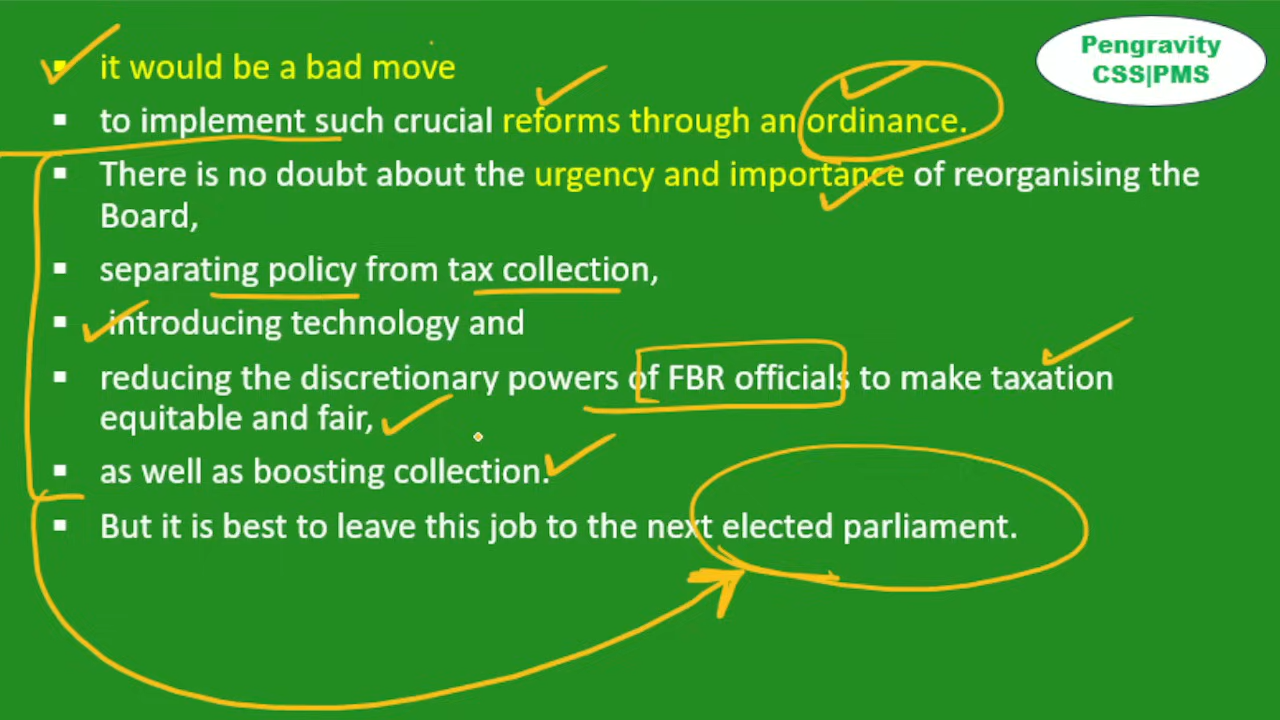 Pengravity
CSS|PMS
it would be a bad move
to implement such crucial reforms through an ordinance.
There is no doubt about the urgency and importance of reorganising the
Board,
separating policy from tax collection,
introducing technology and
reducing the discretionary powers of FBR officials to make taxation
equitable and fair,
as well as boosting collection.
But it is best to leave this job to the next elected parliament.